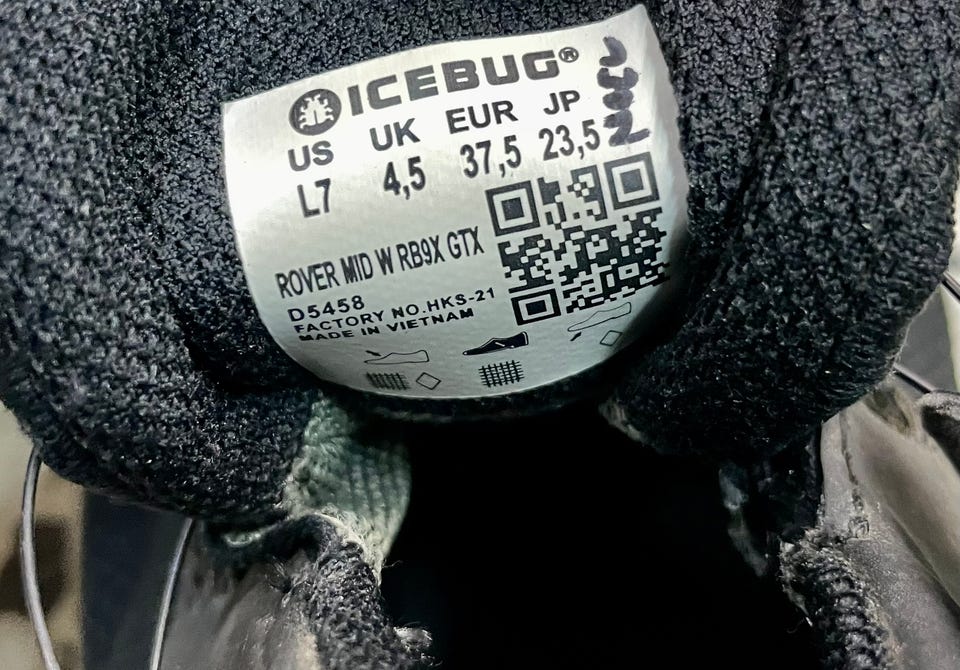 ICEBUG®
US UK EUR JP
L7 4,5 37,5 23,5
ROVER MID W RB9X GTX
D5458
FACTORY NO.HKS-21
MADE IN VIETNAM